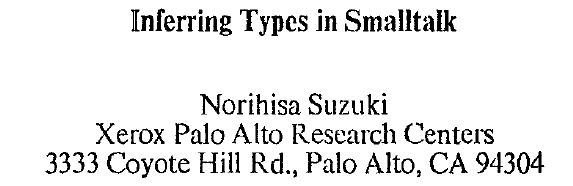 Inferring Types in Smalltalk
Norihisa Suzuki
Xerox Palo Alto Research Centers
3333 Coyote Hill Rd., Palo Alto, CA 94304